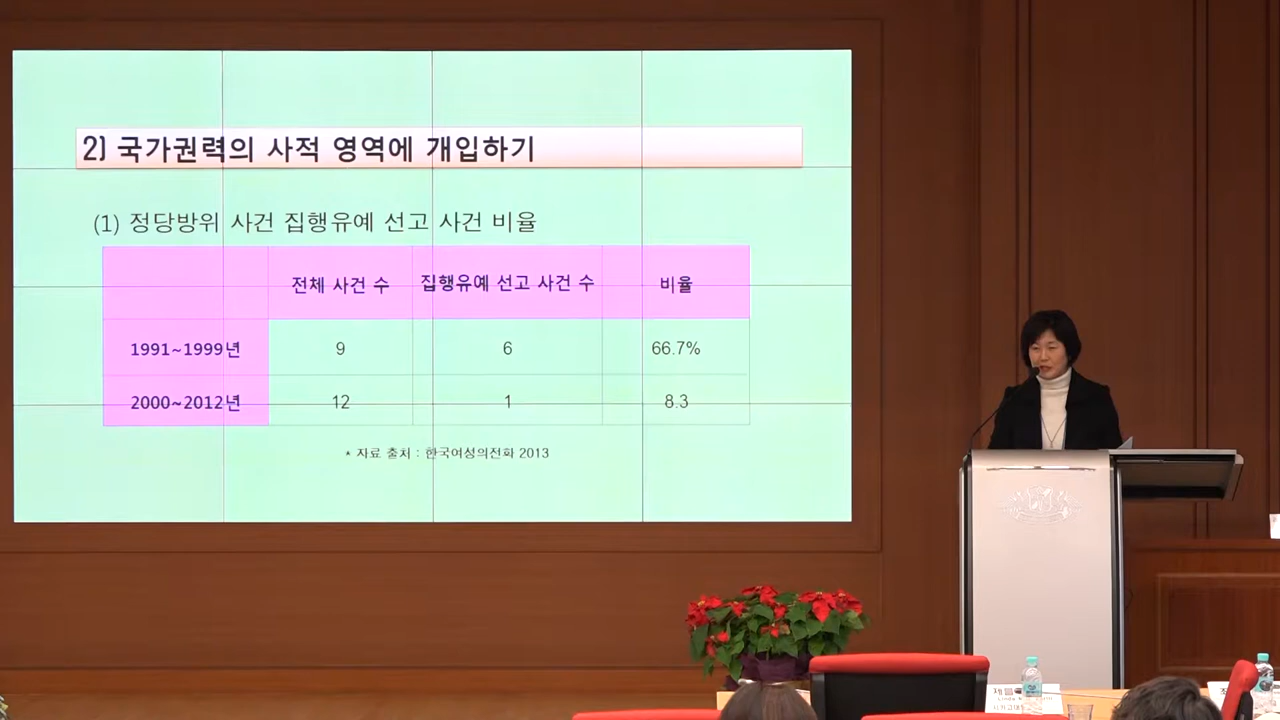 2) 국가권력의 사적 영역에 개입하기
(1) 정당방위 사건 집행유예 선고 사건 비율
전체 사건 수 집행유예 선고 사건 수 비율
1991~1999년 9 6 66.7%
2000~2012년 12 1 8.3
* 자료 출처 : 한국여성의전화 2013